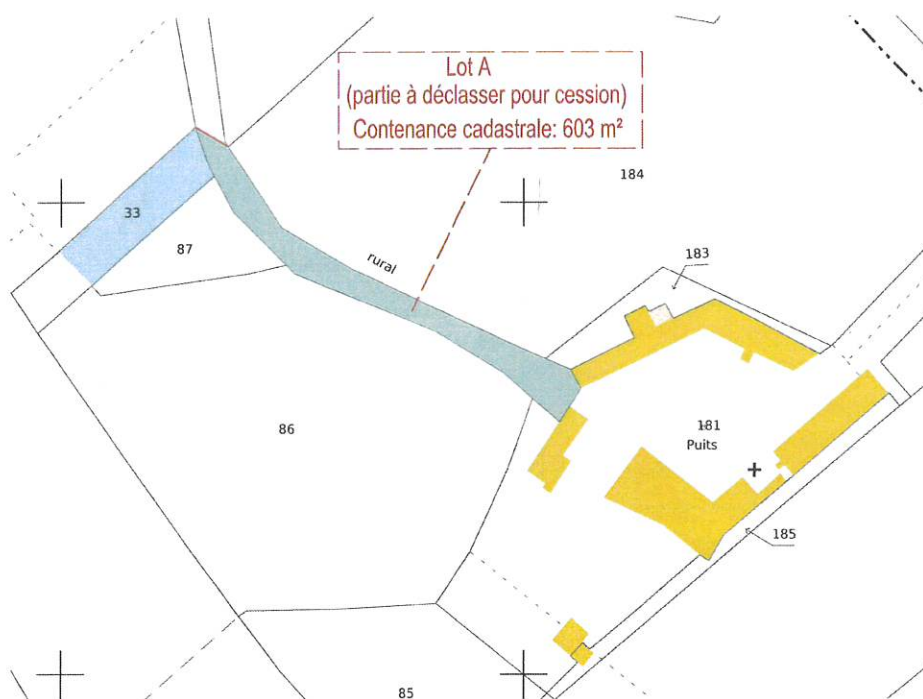 Lot A
(partie à déclasser pour cession)
Contenance cadastrale: 603 m²
184
33
87
rural
183
86
181
Puits
185
85